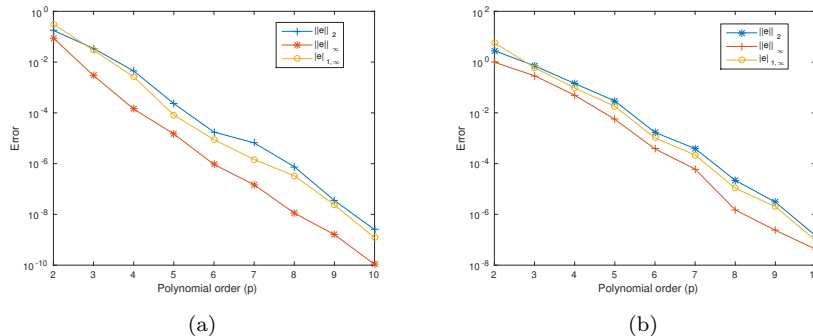 10^0
10^-2
10^-4
10^-6
10^-8
10^-10
Error
||e||_2
||e||_∞
|e|_1,∞
2 3 4 5 6 7 8 9 10
Polynomial order (p)
(a)
10^2
10^0
10^-2
10^-4
10^-6
10^-8
Error
||e||_2
||e||_∞
|e|_1,∞
2 3 4 5 6 7 8 9 10
Polynomial order (p)
(b)